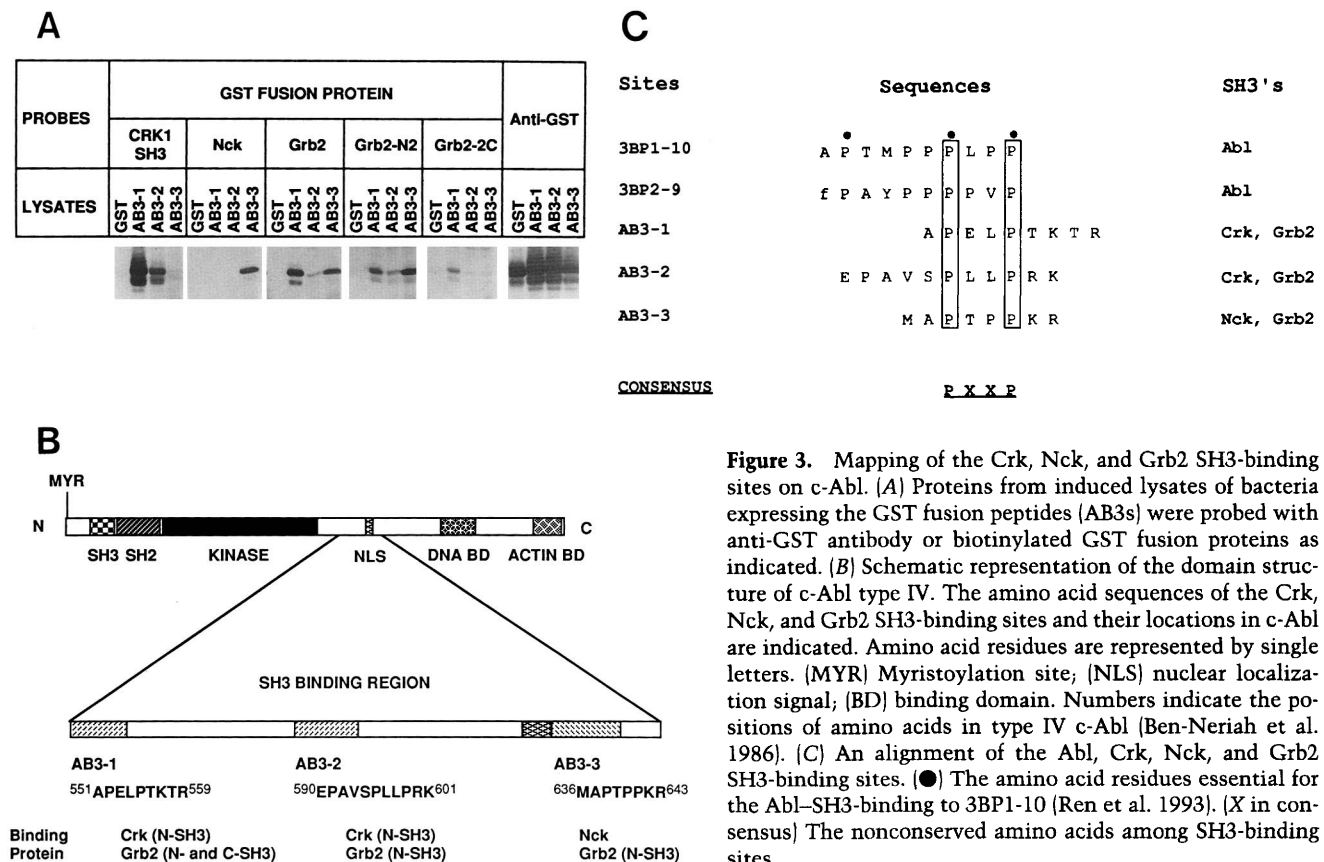 A
PROBES
GST FUSION PROTEIN
Anti-GST
CRK1 SH3
Nck
Grb2
Grb2-N2
Grb2-2C
LYSATES
GST AB3-1 AB3-2 AB3-3
GST AB3-1 AB3-2 AB3-3
GST AB3-1 AB3-2 AB3-3
GST AB3-1 AB3-2 AB3-3
GST AB3-1 AB3-2 AB3-3
GST AB3-1 AB3-2 AB3-3
C
Sites Sequences SH3's
3BP1-10 A P T M P P P L P P Abl
3BP2-9 f P A Y P P P P V P Abl
AB3-1 A P E L P T K T R Crk, Grb2
AB3-2 E P A V S P L L P R K Crk, Grb2
AB3-3 M A P T P P K R Nck, Grb2
CONSENSUS P X X P
B
MYR
N C
SH3 SH2 KINASE NLS DNA BD ACTIN BD
SH3 BINDING REGION
AB3-1 AB3-2 AB3-3
551APELPTKTR559 590EPAVSPLLPRK601 636MAPTPPKR643
Binding Crk (N-SH3) Crk (N-SH3) Nck
Protein Grb2 (N- and C-SH3) Grb2 (N-SH3) Grb2 (N-SH3)
Figure 3. Mapping of the Crk, Nck, and Grb2 SH3-binding
sites on c-Abl. (A) Proteins from induced lysates of bacteria
expressing the GST fusion peptides (AB3s) were probed with
anti-GST antibody or biotinylated GST fusion proteins as
indicated. (B) Schematic representation of the domain struc-
ture of c-Abl type IV. The amino acid sequences of the Crk,
Nck, and Grb2 SH3-binding sites and their locations in c-Abl
are indicated. Amino acid residues are represented by single
letters. (MYR) Myristoylation site; (NLS) nuclear localiza-
tion signal; (BD) binding domain. Numbers indicate the po-
sitions of amino acids in type IV c-Abl (Ben-Neriah et al.
1986). (C) An alignment of the Abl, Crk, Nck, and Grb2
SH3-binding sites. (●) The amino acid residues essential for
the Abl–SH3-binding to 3BP1-10 (Ren et al. 1993). (X in con-
sensus) The nonconserved amino acids among SH3-binding
sites.